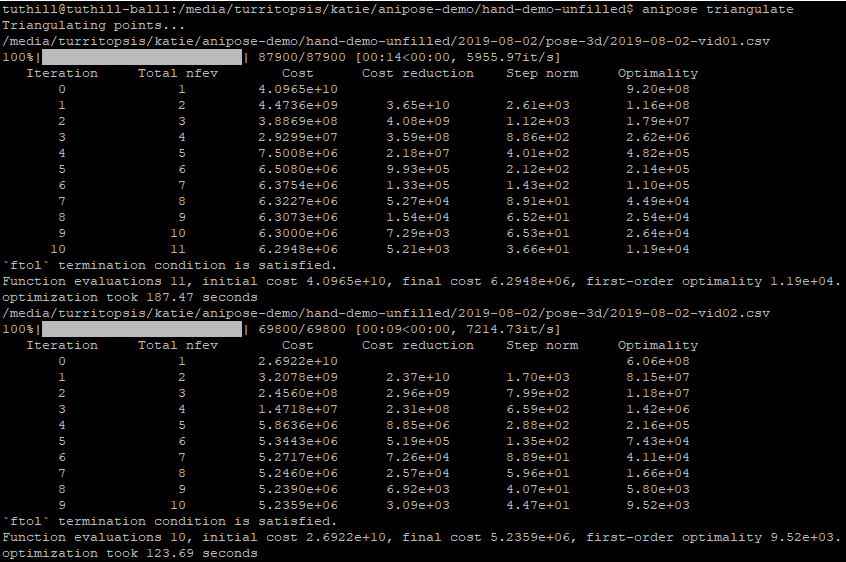 tuthill@tuthill-ball1:/media/turritopsis/katie/anipose-demo/hand-demo-unfilled$ anipose triangulate
Triangulating points...
/media/turritopsis/katie/anipose-demo/hand-demo-unfilled/2019-08-02/pose-3d/2019-08-02-vid01.csv
100%| | 87900/87900 [00:14<00:00, 5955.97it/s]
Iteration Total nfev Cost Cost reduction Step norm Optimality
0 1 4.0965e+10 9.20e+08
1 2 4.4736e+09 3.65e+10 2.61e+03 1.16e+08
2 3 3.8869e+08 4.08e+09 1.12e+03 1.79e+07
3 4 2.9299e+07 3.59e+08 8.86e+02 2.62e+06
4 5 7.5008e+06 2.18e+07 4.01e+02 4.82e+05
5 6 6.5080e+06 9.93e+05 2.12e+02 2.14e+05
6 7 6.3754e+06 1.33e+05 1.43e+02 1.10e+05
7 8 6.3227e+06 5.27e+04 8.91e+01 4.49e+04
8 9 6.3073e+06 1.54e+04 6.52e+01 2.54e+04
9 10 6.3000e+06 7.29e+03 6.53e+01 2.64e+04
10 11 6.2948e+06 5.21e+03 3.66e+01 1.19e+04
`ftol` termination condition is satisfied.
Function evaluations 11, initial cost 4.0965e+10, final cost 6.2948e+06, first-order optimality 1.19e+04.
optimization took 187.47 seconds
/media/turritopsis/katie/anipose-demo/hand-demo-unfilled/2019-08-02/pose-3d/2019-08-02-vid02.csv
100%| | 69800/69800 [00:09<00:00, 7214.73it/s]
Iteration Total nfev Cost Cost reduction Step norm Optimality
0 1 2.6922e+10 6.06e+08
1 2 3.2078e+09 2.37e+10 1.70e+03 8.15e+07
2 3 2.4560e+08 2.96e+09 7.99e+02 1.18e+07
3 4 1.4718e+07 2.31e+08 6.59e+02 1.42e+06
4 5 5.8636e+06 8.85e+06 2.88e+02 2.16e+05
5 6 5.3443e+06 5.19e+05 1.35e+02 7.43e+04
6 7 5.2717e+06 7.26e+04 8.89e+01 4.11e+04
7 8 5.2460e+06 2.57e+04 5.96e+01 1.66e+04
8 9 5.2390e+06 6.92e+03 4.07e+01 5.80e+03
9 10 5.2359e+06 3.09e+03 4.47e+01 9.52e+03
`ftol` termination condition is satisfied.
Function evaluations 10, initial cost 2.6922e+10, final cost 5.2359e+06, first-order optimality 9.52e+03.
optimization took 123.69 seconds